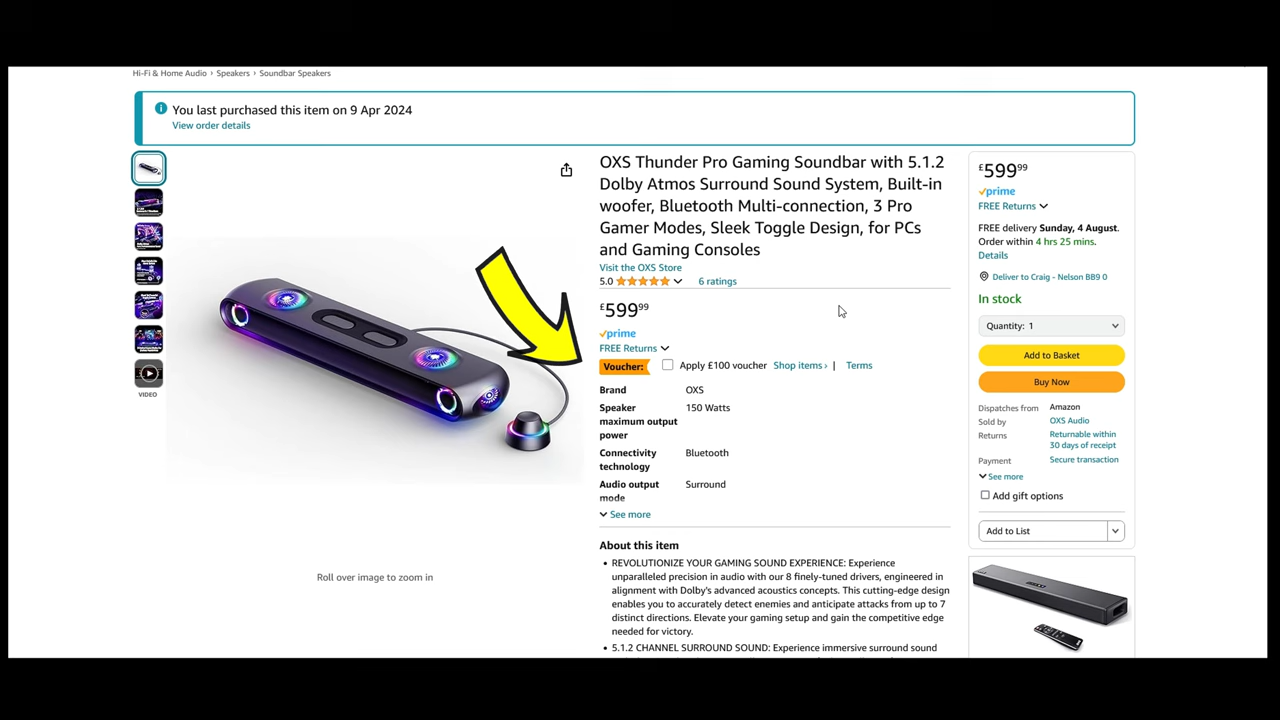 Hi-Fi & Home Audio › Speakers › Soundbar Speakers
You last purchased this item on 9 Apr 2024
View order details
VIDEO
Roll over image to zoom in
OXS Thunder Pro Gaming Soundbar with 5.1.2
Dolby Atmos Surround Sound System, Built-in
woofer, Bluetooth Multi-connection, 3 Pro
Gamer Modes, Sleek Toggle Design, for PCs
and Gaming Consoles
Visit the OXS Store
5.0 6 ratings
£59999
prime
FREE Returns
Voucher: Apply £100 voucher Shop items › | Terms
Brand OXS
Speaker 150 Watts
maximum output
power
Connectivity Bluetooth
technology
Audio output Surround
mode
See more
About this item
• REVOLUTIONIZE YOUR GAMING SOUND EXPERIENCE: Experience
unparalleled precision in audio with our 8 finely-tuned drivers, engineered in
alignment with Dolby's advanced acoustics concepts. This cutting-edge design
enables you to accurately detect enemies and anticipate attacks from up to 7
distinct directions. Elevate your gaming setup and gain the competitive edge
needed for victory.
• 5.1.2 CHANNEL SURROUND SOUND: Experience immersive surround sound
£59999
prime
FREE Returns
FREE delivery Sunday, 4 August.
Order within 4 hrs 25 mins.
Details
Deliver to Craig - Nelson BB9 0
In stock
Quantity: 1
Add to Basket
Buy Now
Dispatches from Amazon
Sold by OXS Audio
Returns Returnable within
30 days of receipt
Payment Secure transaction
See more
Add gift options
Add to List